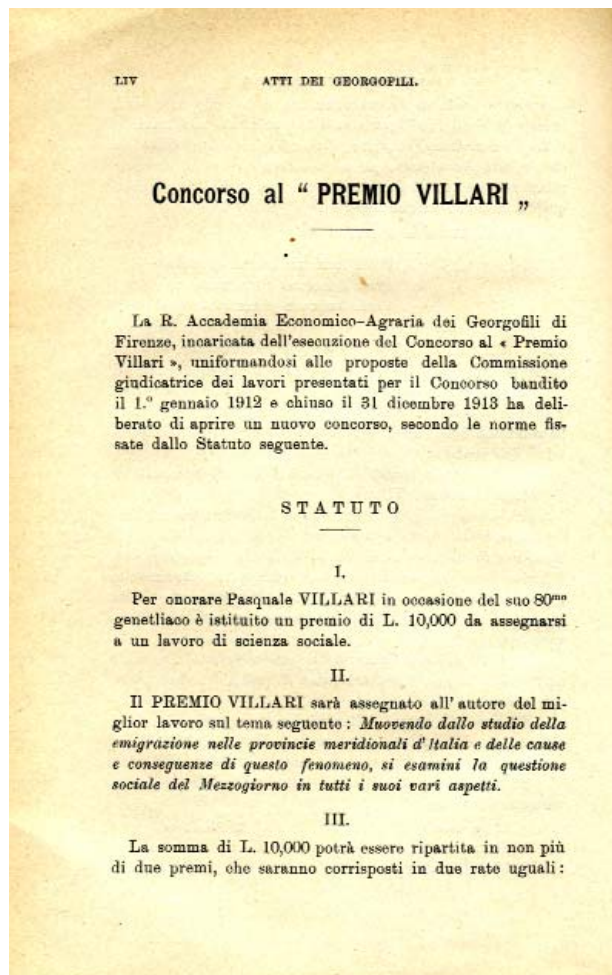 LIV ATTI DEI GEORGOFILI.
Concorso al “ PREMIO VILLARI „
La R. Accademia Economico-Agraria dei Georgofili di
Firenze, incaricata dell'esecuzione del Concorso al « Premio
Villari », uniformandosi alle proposte della Commissione
giudicatrice dei lavori presentati per il Concorso bandito
il 1.º gennaio 1912 e chiuso il 31 dicembre 1913 ha deli-
berato di aprire un nuovo concorso, secondo le norme fis-
sate dallo Statuto seguente.
STATUTO
I.
Per onorare Pasquale VILLARI in occasione del suo 80mo
genetliaco è istituito un premio di L. 10,000 da assegnarsi
a un lavoro di scienza sociale.
II.
Il PREMIO VILLARI sarà assegnato all' autore del mi-
glior lavoro sul tema seguente : Muovendo dallo studio della
emigrazione nelle provincie meridionali d' Italia e delle cause
e conseguenze di questo fenomeno, si esamini la questione
sociale del Mezzogiorno in tutti i suoi vari aspetti.
III.
La somma di L. 10,000 potrà essere ripartita in non più
di due premi, che saranno corrisposti in due rate uguali :